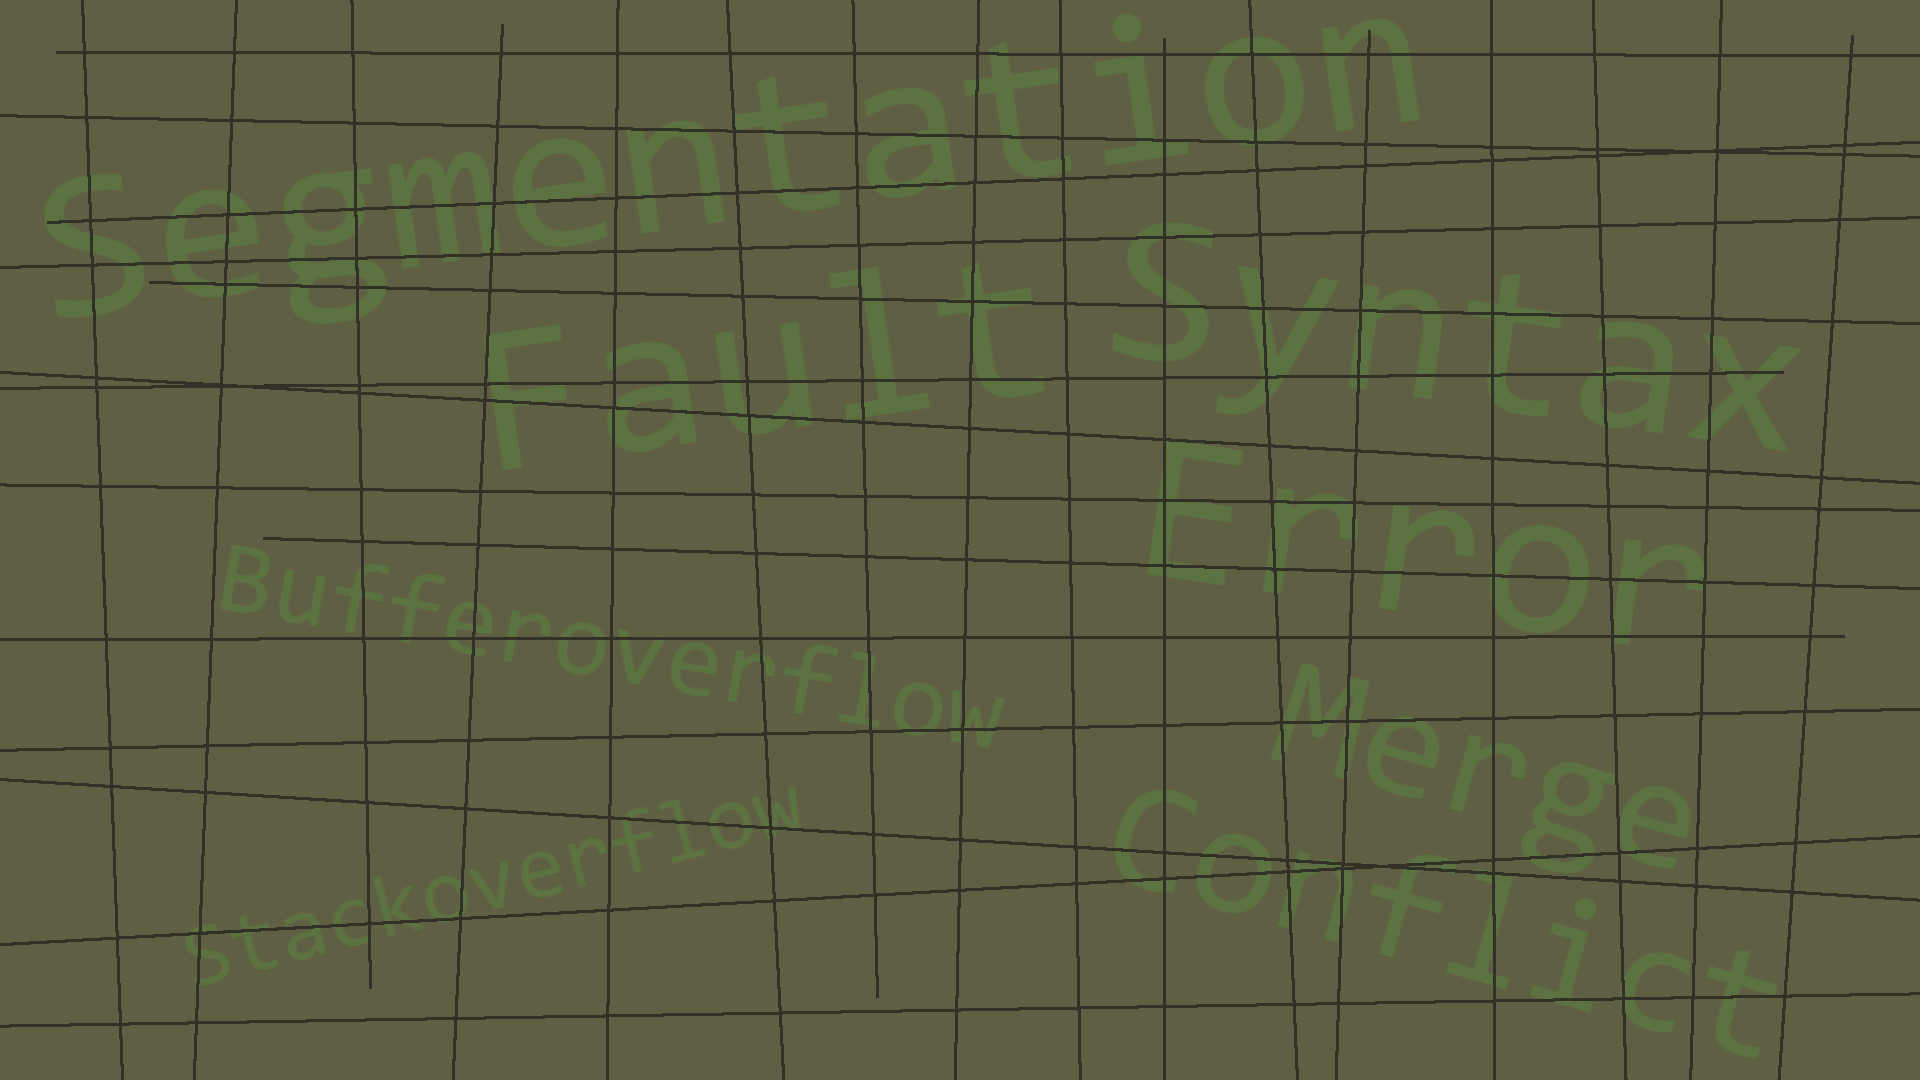 Segmentation
Fault
Syntax
Error
Bufferoverflow
Merge
Conflict
Stackoverflow